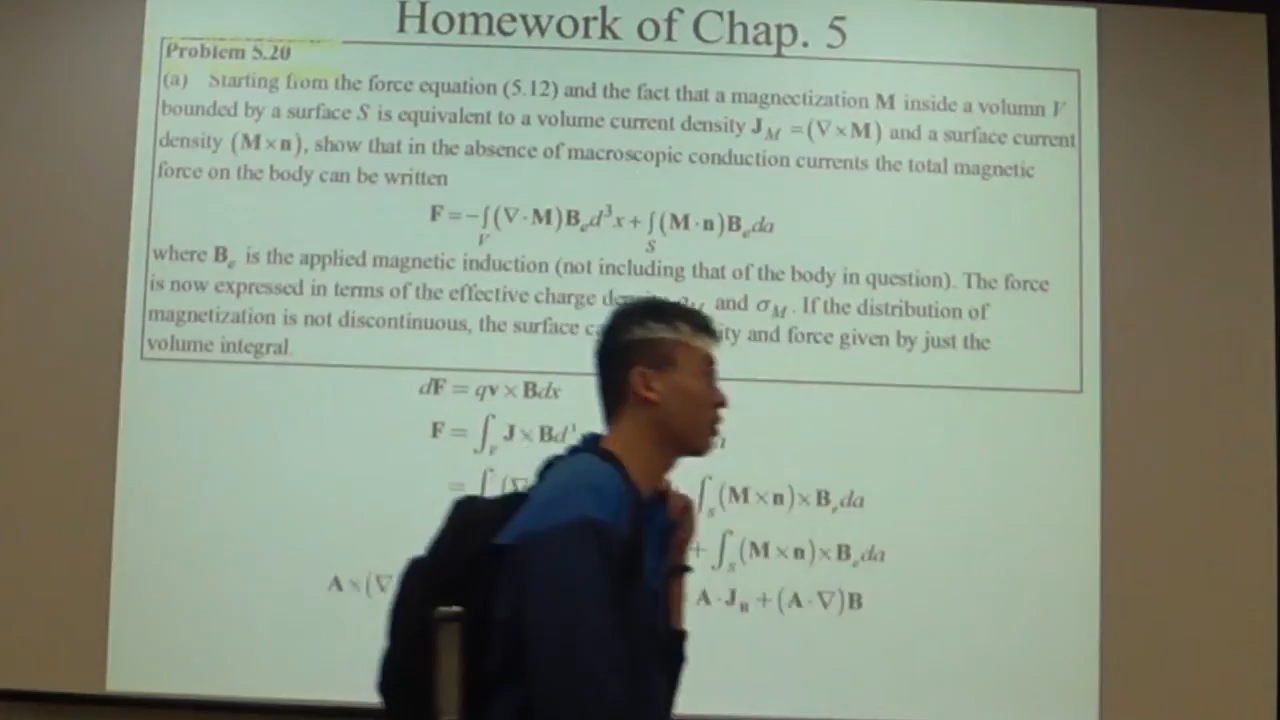 Homework of Chap. 5
Problem 5.20
(a) Starting from the force equation (5.12) and the fact that a magnectization M inside a volumn V
bounded by a surface S is equivalent to a volume current density J_M = (∇×M) and a surface current
density (M×n), show that in the absence of macroscopic conduction currents the total magnetic
force on the body can be written
F = −∫_V (∇·M)B_e d³x + ∫_S (M·n)B_e da
where B_e is the applied magnetic induction (not including that of the body in question). The force
is now expressed in terms of the effective charge and σ_M. If the distribution of
magnetization is not discontinuous, the surface and force given by just the
volume integral.
dF = qv × Bdx
F = ∫_V J × Bd
= ∫ (∇ ∫_S (M×n)×B_e da
+ ∫_S (M×n)×B_e da
A×(∇ A·J_B + (A·∇)B